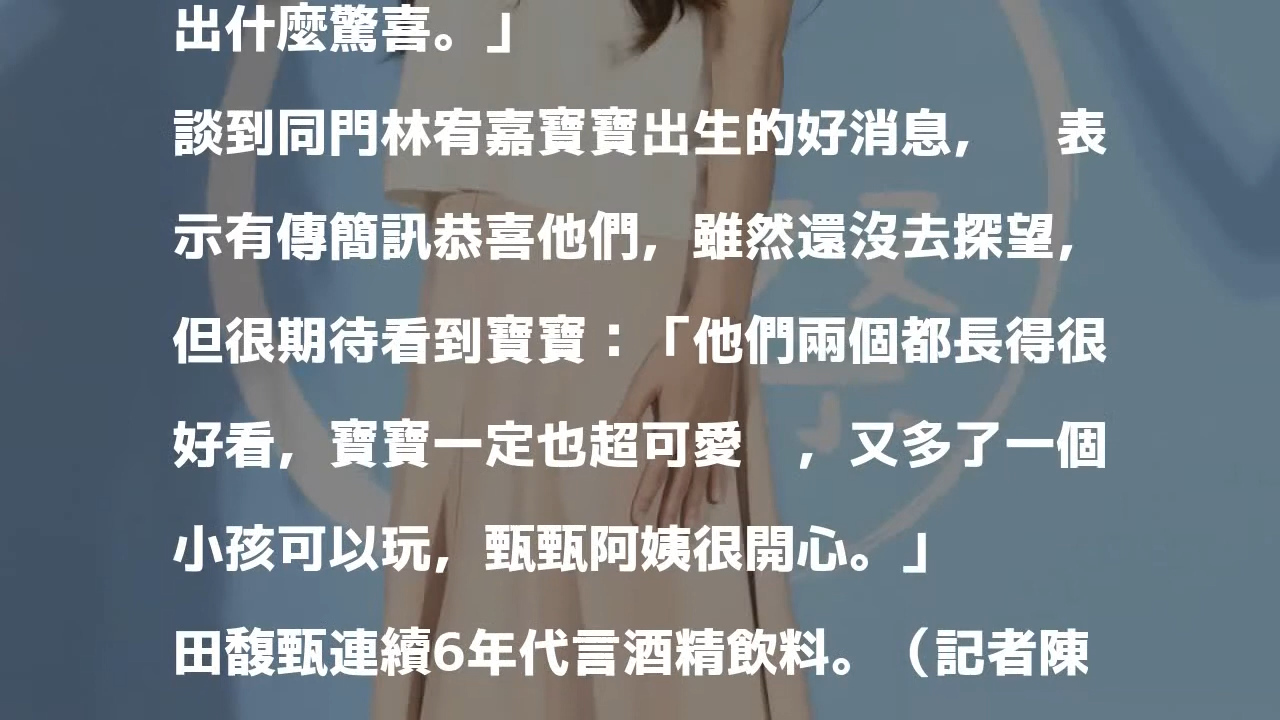 出什麼驚喜。」
談到同門林宥嘉寶寶出生的好消息，　表
示有傳簡訊恭喜他們，雖然還沒去探望，
但很期待看到寶寶：「他們兩個都長得很
好看，寶寶一定也超可愛　，又多了一個
小孩可以玩，甄甄阿姨很開心。」
田馥甄連續6年代言酒精飲料。（記者陳